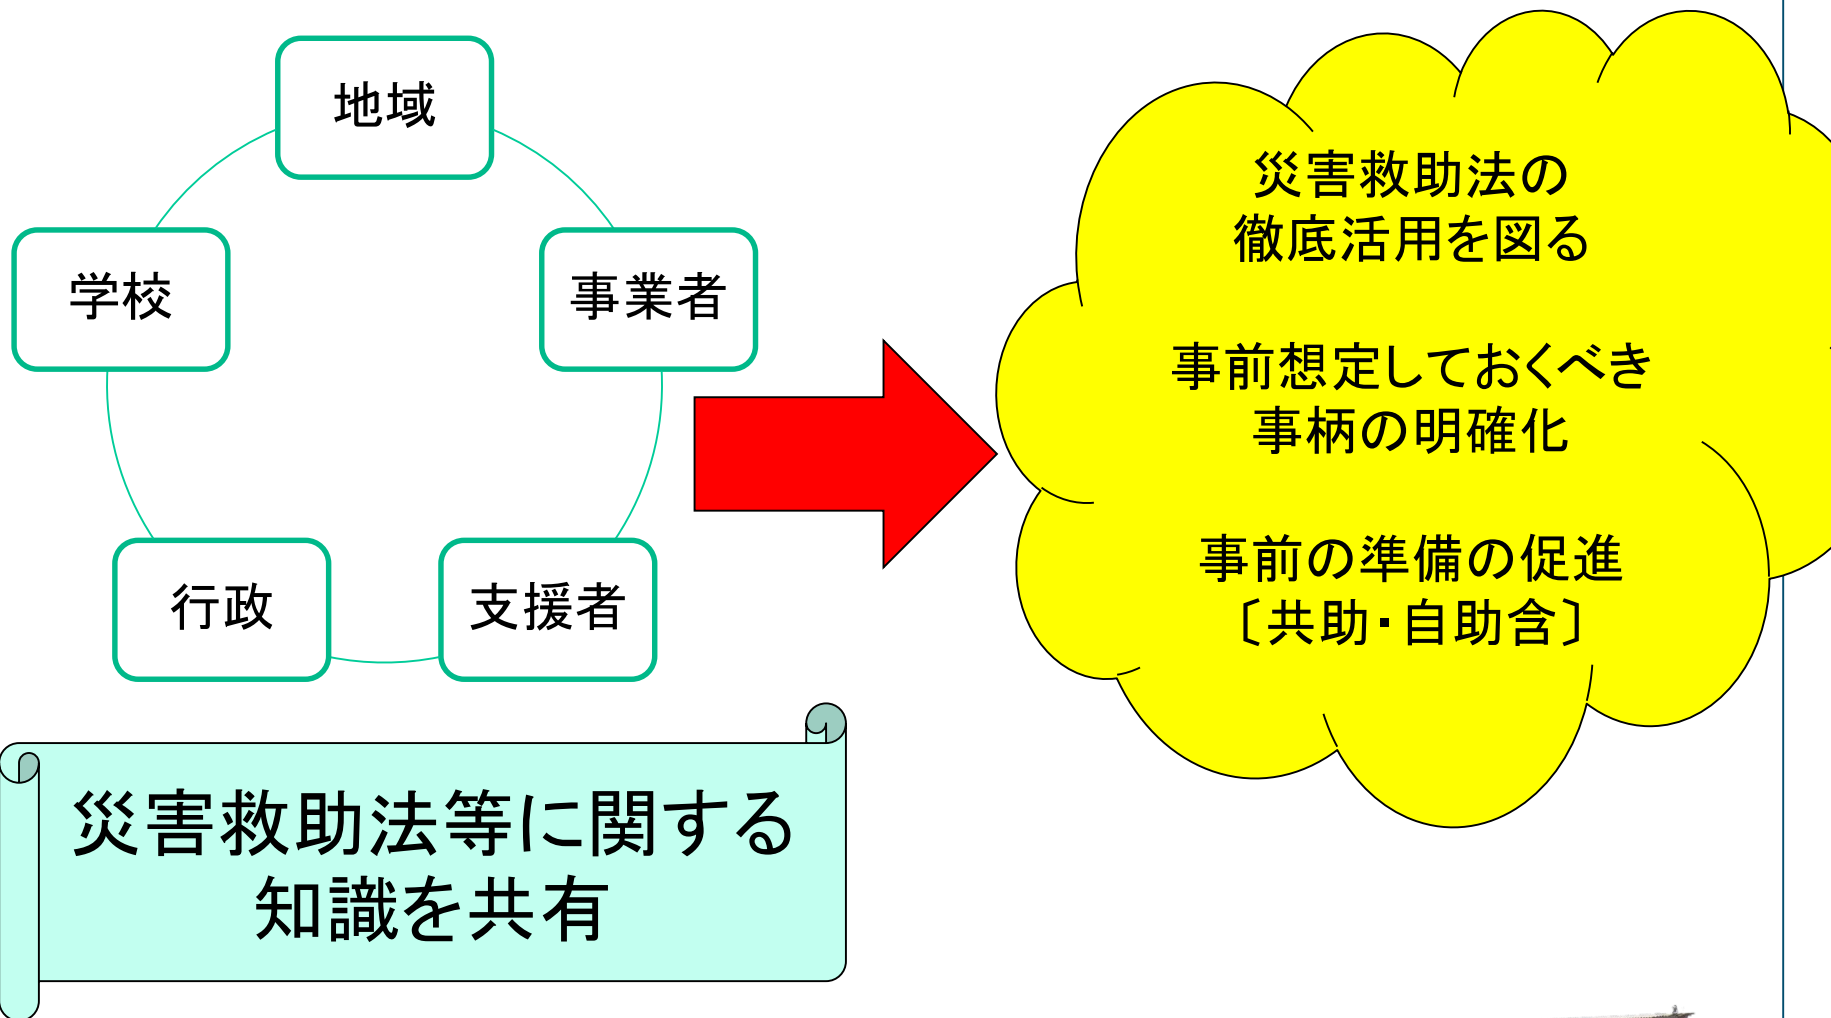 地域
学校
事業者
行政
支援者
災害救助法等に関する
知識を共有
災害救助法の
徹底活用を図る
事前想定しておくべき
事柄の明確化
事前の準備の促進
〔共助・自助含〕